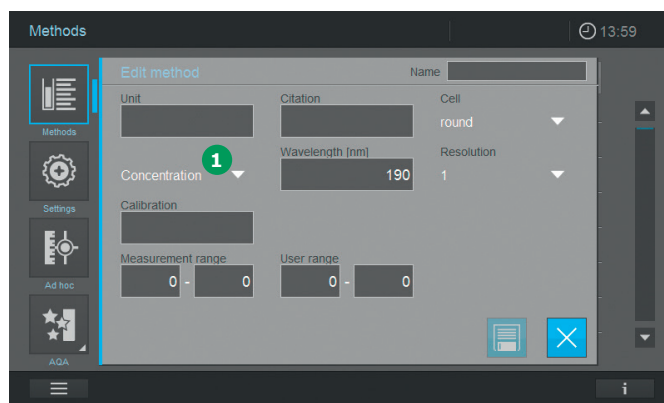 Methods
13:59
Edit method
Name
Unit
Citation
Cell
round
1
Concentration
Wavelength [nm]
190
Resolution
1
Calibration
Measurement range
0 - 0
User range
0 - 0
Methods
Settings
Ad hoc
AQA
i